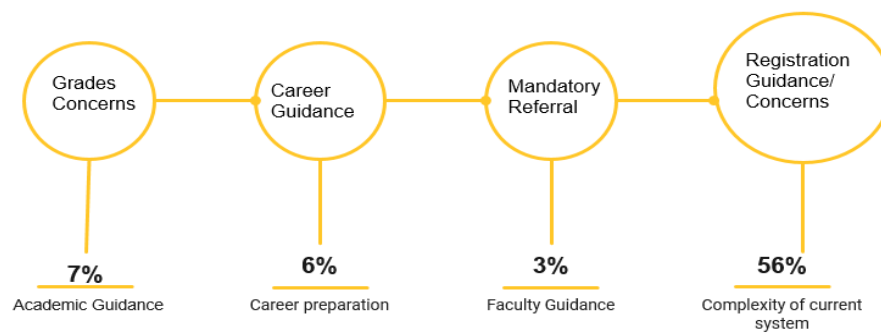 Grades
Concerns
Career
Guidance
Mandatory
Referral
Registration
Guidance/
Concerns
7%
Academic Guidance
6%
Career preparation
3%
Faculty Guidance
56%
Complexity of current
system